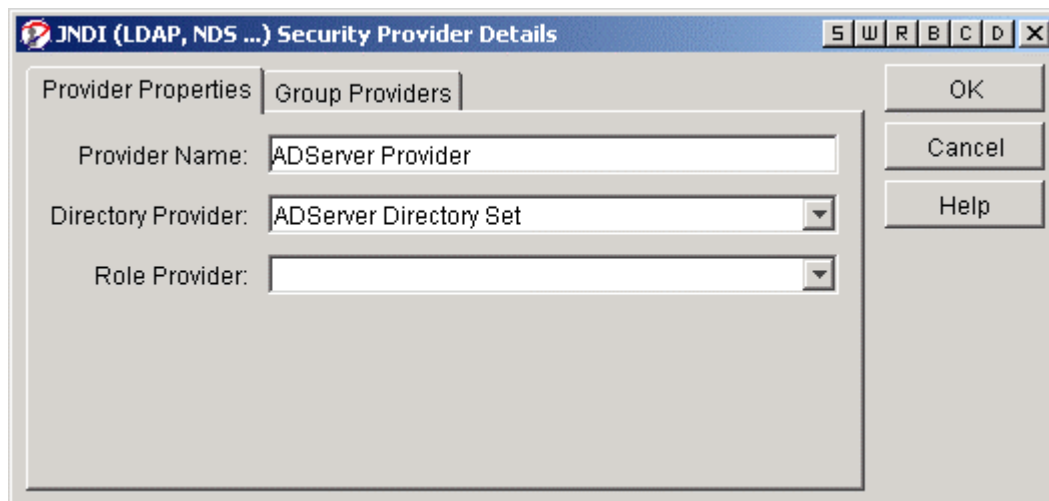 JNDI (LDAP, NDS ...) Security Provider Details S W R B C D X
Provider Properties Group Providers
OK
Provider Name: ADServer Provider
Cancel
Directory Provider: ADServer Directory Set
Help
Role Provider: